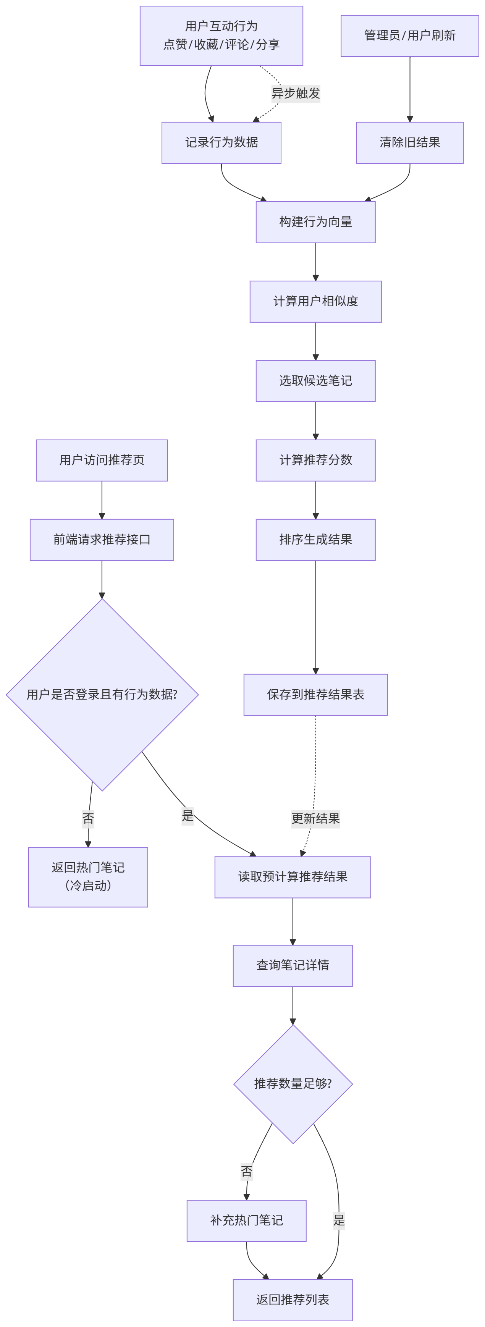 用户互动行为
点赞/收藏/评论/分享
管理员/用户刷新
异步触发
记录行为数据
清除旧结果
构建行为向量
计算用户相似度
选取候选笔记
用户访问推荐页
计算推荐分数
前端请求推荐接口
排序生成结果
用户是否登录且有行为数据?
保存到推荐结果表
否
是
更新结果
返回热门笔记
（冷启动）
读取预计算推荐结果
查询笔记详情
推荐数量足够?
否
补充热门笔记
是
返回推荐列表